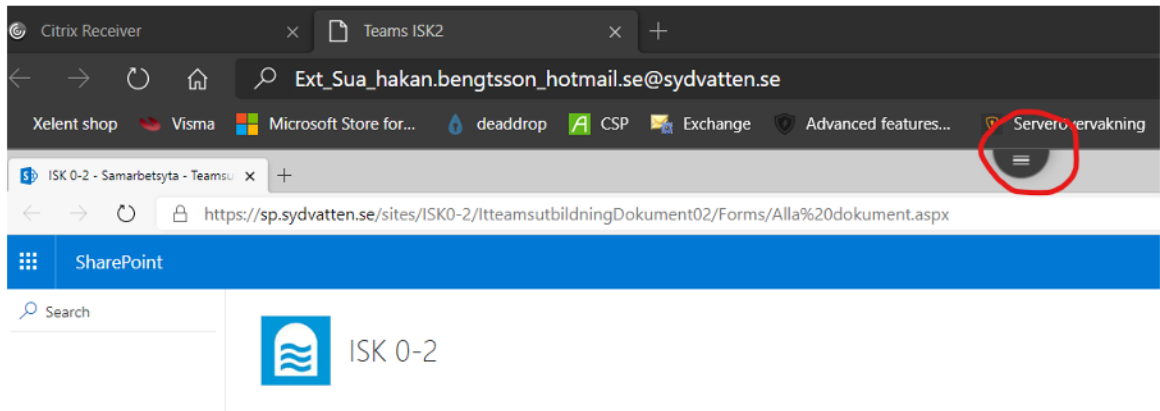 Citrix Receiver Teams ISK2
Ext_Sua_hakan.bengtsson_hotmail.se@sydvatten.se
Xelent shop Visma Microsoft Store for... deaddrop CSP Exchange Advanced features... Serverövervakning
ISK 0-2 - Samarbetsyta - Teamsu
https://sp.sydvatten.se/sites/ISK0-2/ItteamsutbildningDokument02/Forms/Alla%20dokument.aspx
SharePoint
Search
ISK 0-2